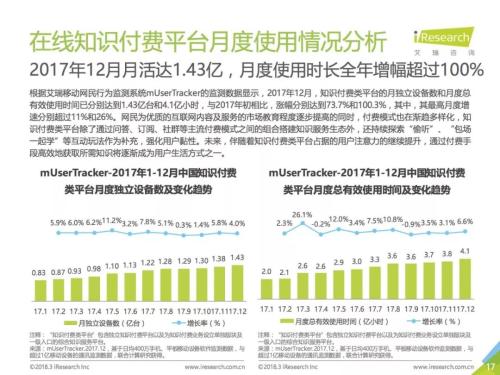 在线知识付费平台月度使用情况分析
iResearch
艾瑞咨询
2017年12月月活达1.43亿，月度使用时长全年增幅超过100%
根据艾瑞移动网民行为监测系统mUserTracker的监测数据显示，2017年12月，知识付费类平台的月独立设备数和月度总
有效使用时间已分别达到1.43亿台和4.1亿小时，与2017年初相比，涨幅分别达到73.7%和100.3%，其中，其最高月度增
速分别超过11%和26%。网民为优质的互联网内容及服务的市场教育程度逐步提高的同时，付费模式也在渐趋多样化，知
识付费类平台除了通过问答、订阅、社群等主流付费模式之间的组合搭建知识服务生态外，还持续探索“偷听”、“包场
一起学”等互动玩法作为补充，强化用户黏性。未来，伴随着知识付费类平台占据的用户注意力的继续提升，通过付费手
段高效地获取所需知识将逐渐成为用户生活方式之一。
mUserTracker-2017年1-12月中国知识付费
类平台月度独立设备数及变化趋势
5.9% 6.0% 6.2% 11.2% 3.2% 7.8% 5.1% 0.3% 1.4% 5.8% 4.0%
0.83 0.87 0.93 0.98 1.10 1.13 1.22 1.28 1.28 1.30 1.38 1.43
17.1 17.2 17.3 17.4 17.5 17.6 17.7 17.8 17.9 17.10 17.11 17.12
月独立设备数（亿台） 增长率（%）
注释：“知识付费类平台”包含独立知识付费平台以及为知识付费业务设立单独版块及
一级入口的综合知识服务平台。
来源：mUserTracker.2017.12，基于日均400万手机、平板移动设备软件监测数据，与
超过1亿移动设备的通讯监测数据，联合计算研究获得。
©2018.3 iResearch Inc
www.iresearch.com.cn
mUserTracker-2017年1-12月中国知识付费
类平台月度总有效使用时间及变化趋势
2.3% 26.1% -0.2% 12.0% 3.4% 7.5% 10.8% -0.9% 3.5% 3.1% 6.6%
2.0 2.1 2.6 2.6 2.9 3.0 3.2 3.6 3.6 3.7 3.8 4.1
17.1 17.2 17.3 17.4 17.5 17.6 17.7 17.8 17.9 17.10 17.11 17.12
月度总有效使用时间（亿小时） 增长率（%）
注释：“知识付费类平台”包含独立知识付费平台以及为知识付费业务设立单独版块及
一级入口的综合知识服务平台。
来源：mUserTracker.2017.12，基于日均400万手机、平板移动设备软件监测数据，与
超过1亿移动设备的通讯监测数据，联合计算研究获得。
©2018.3 iResearch Inc
www.iresearch.com.cn
17